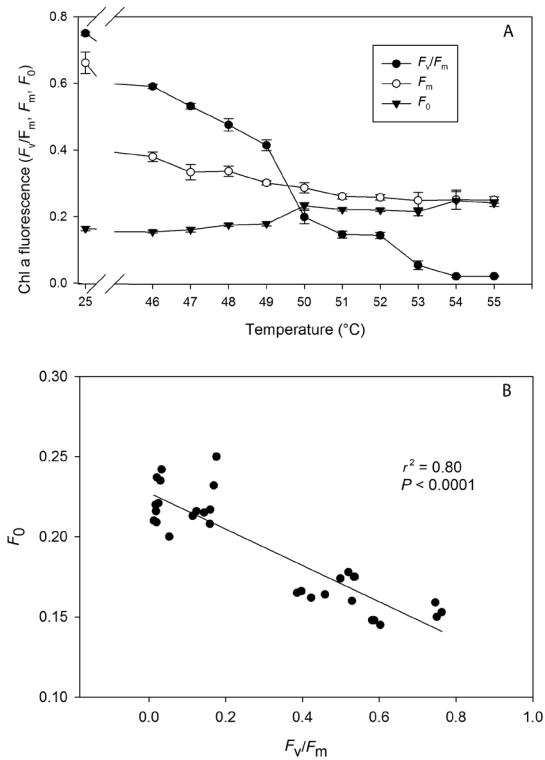 A
Chl a fluorescence (Fv/Fm, Fm, F0)
0.8
0.6
0.4
0.2
0.0
Fv/Fm
Fm
F0
25 46 47 48 49 50 51 52 53 54 55
Temperature (°C)
B
F0
0.30
0.25
0.20
0.15
0.10
r² = 0.80
P < 0.0001
0.0 0.2 0.4 0.6 0.8 1.0
Fv/Fm